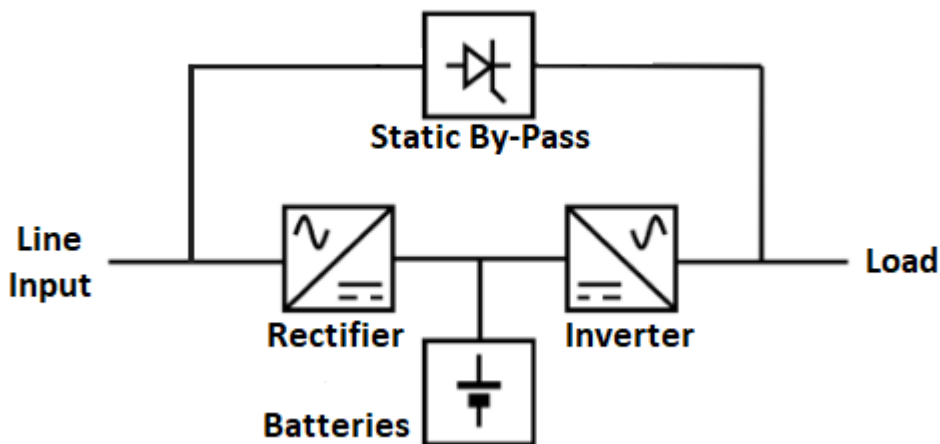 Static By-Pass
Line
Input
Load
Rectifier
Inverter
Batteries